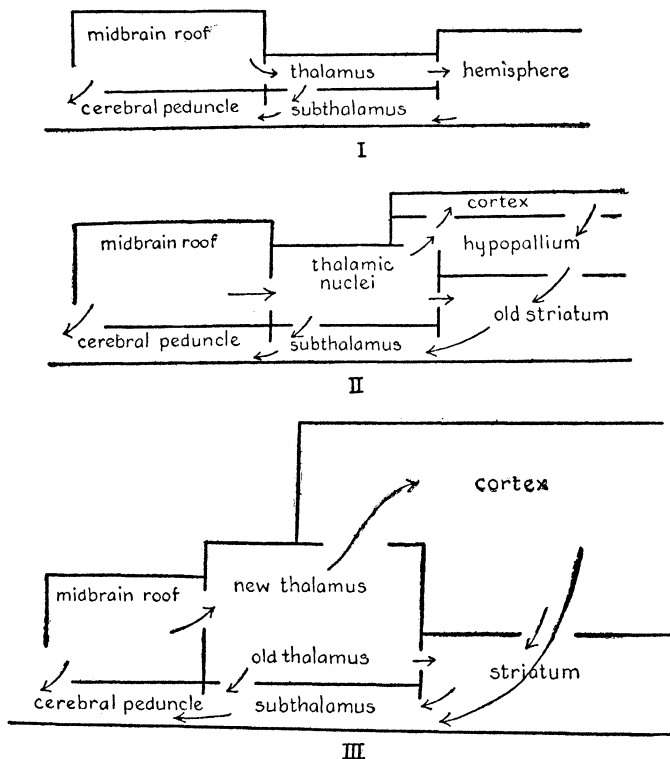 midbrain roof
thalamus
hemisphere
cerebral peduncle
subthalamus
I
cortex
midbrain roof
hypopallium
thalamic
nuclei
old striatum
cerebral peduncle
subthalamus
II
cortex
new thalamus
midbrain roof
old thalamus
striatum
cerebral peduncle
subthalamus
III